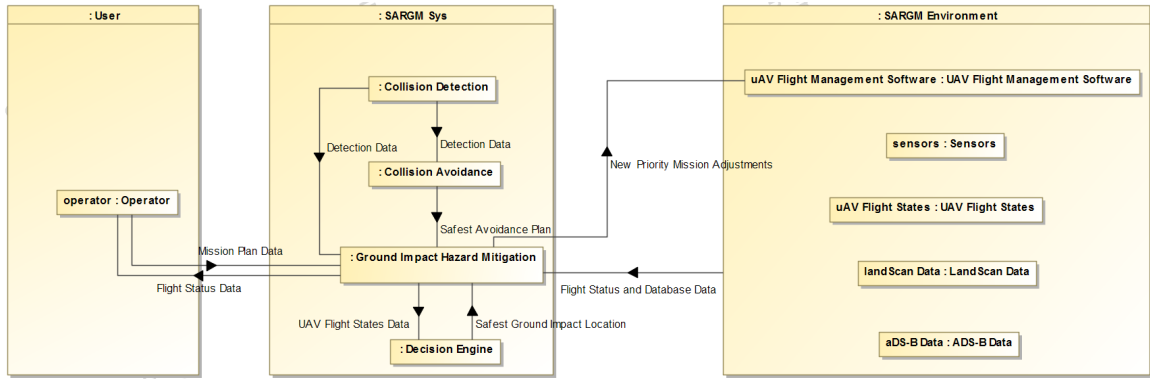 : User
: SARGM Sys
: SARGM Environment
: Collision Detection
uAV Flight Management Software : UAV Flight Management Software
Detection Data
Detection Data
sensors : Sensors
New Priority Mission Adjustments
: Collision Avoidance
operator : Operator
uAV Flight States : UAV Flight States
Safest Avoidance Plan
Mission Plan Data
: Ground Impact Hazard Mitigation
landScan Data : LandScan Data
Flight Status Data
Flight Status and Database Data
UAV Flight States Data
Safest Ground Impact Location
: Decision Engine
aDS-B Data : ADS-B Data